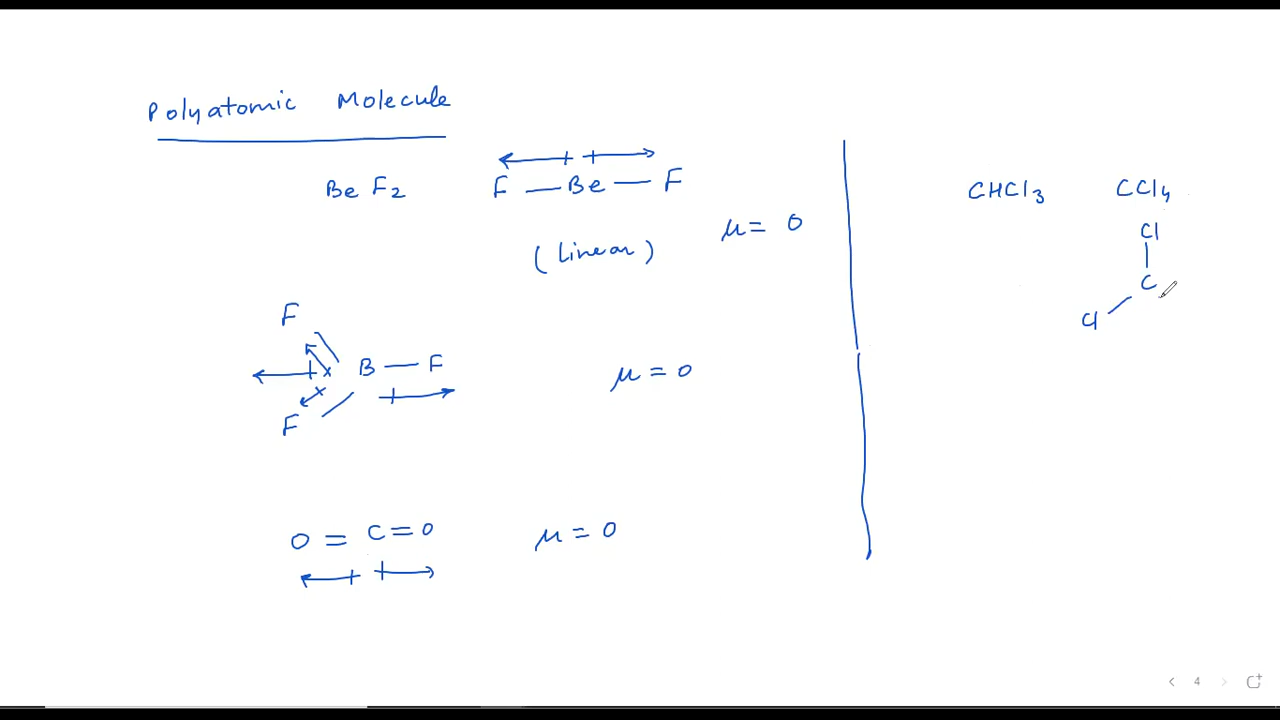 Polyatomic Molecule
BeF2
F — Be — F
(linear)
μ = 0
F
B — F
F
μ = 0
O = C = O
μ = 0
CHCl3 CCl4
Cl
C
Cl
< 4 >